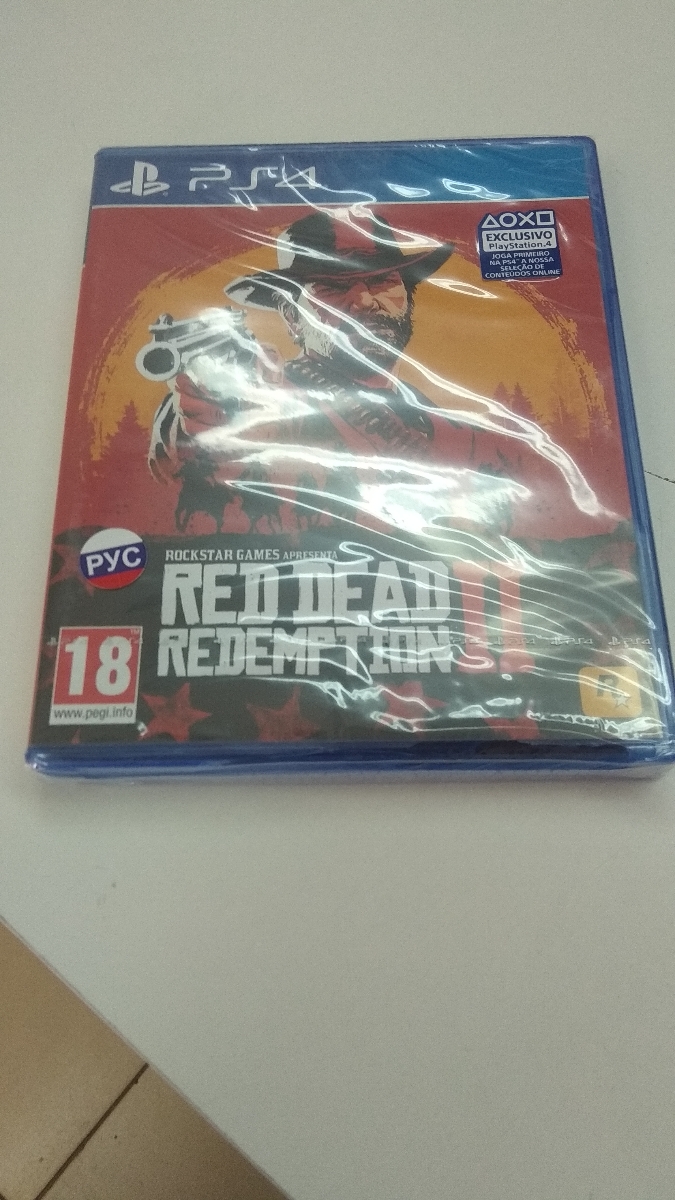 PS4
EXCLUSIVO
PlayStation.4
JOGA PRIMEIRO
NA PS4™ A NOSSA
SELEÇÃO DE
CONTEÚDOS ONLINE
РУС
ROCKSTAR GAMES APRESENTA
RED DEAD
REDEMPTION II
18
www.pegi.info
R